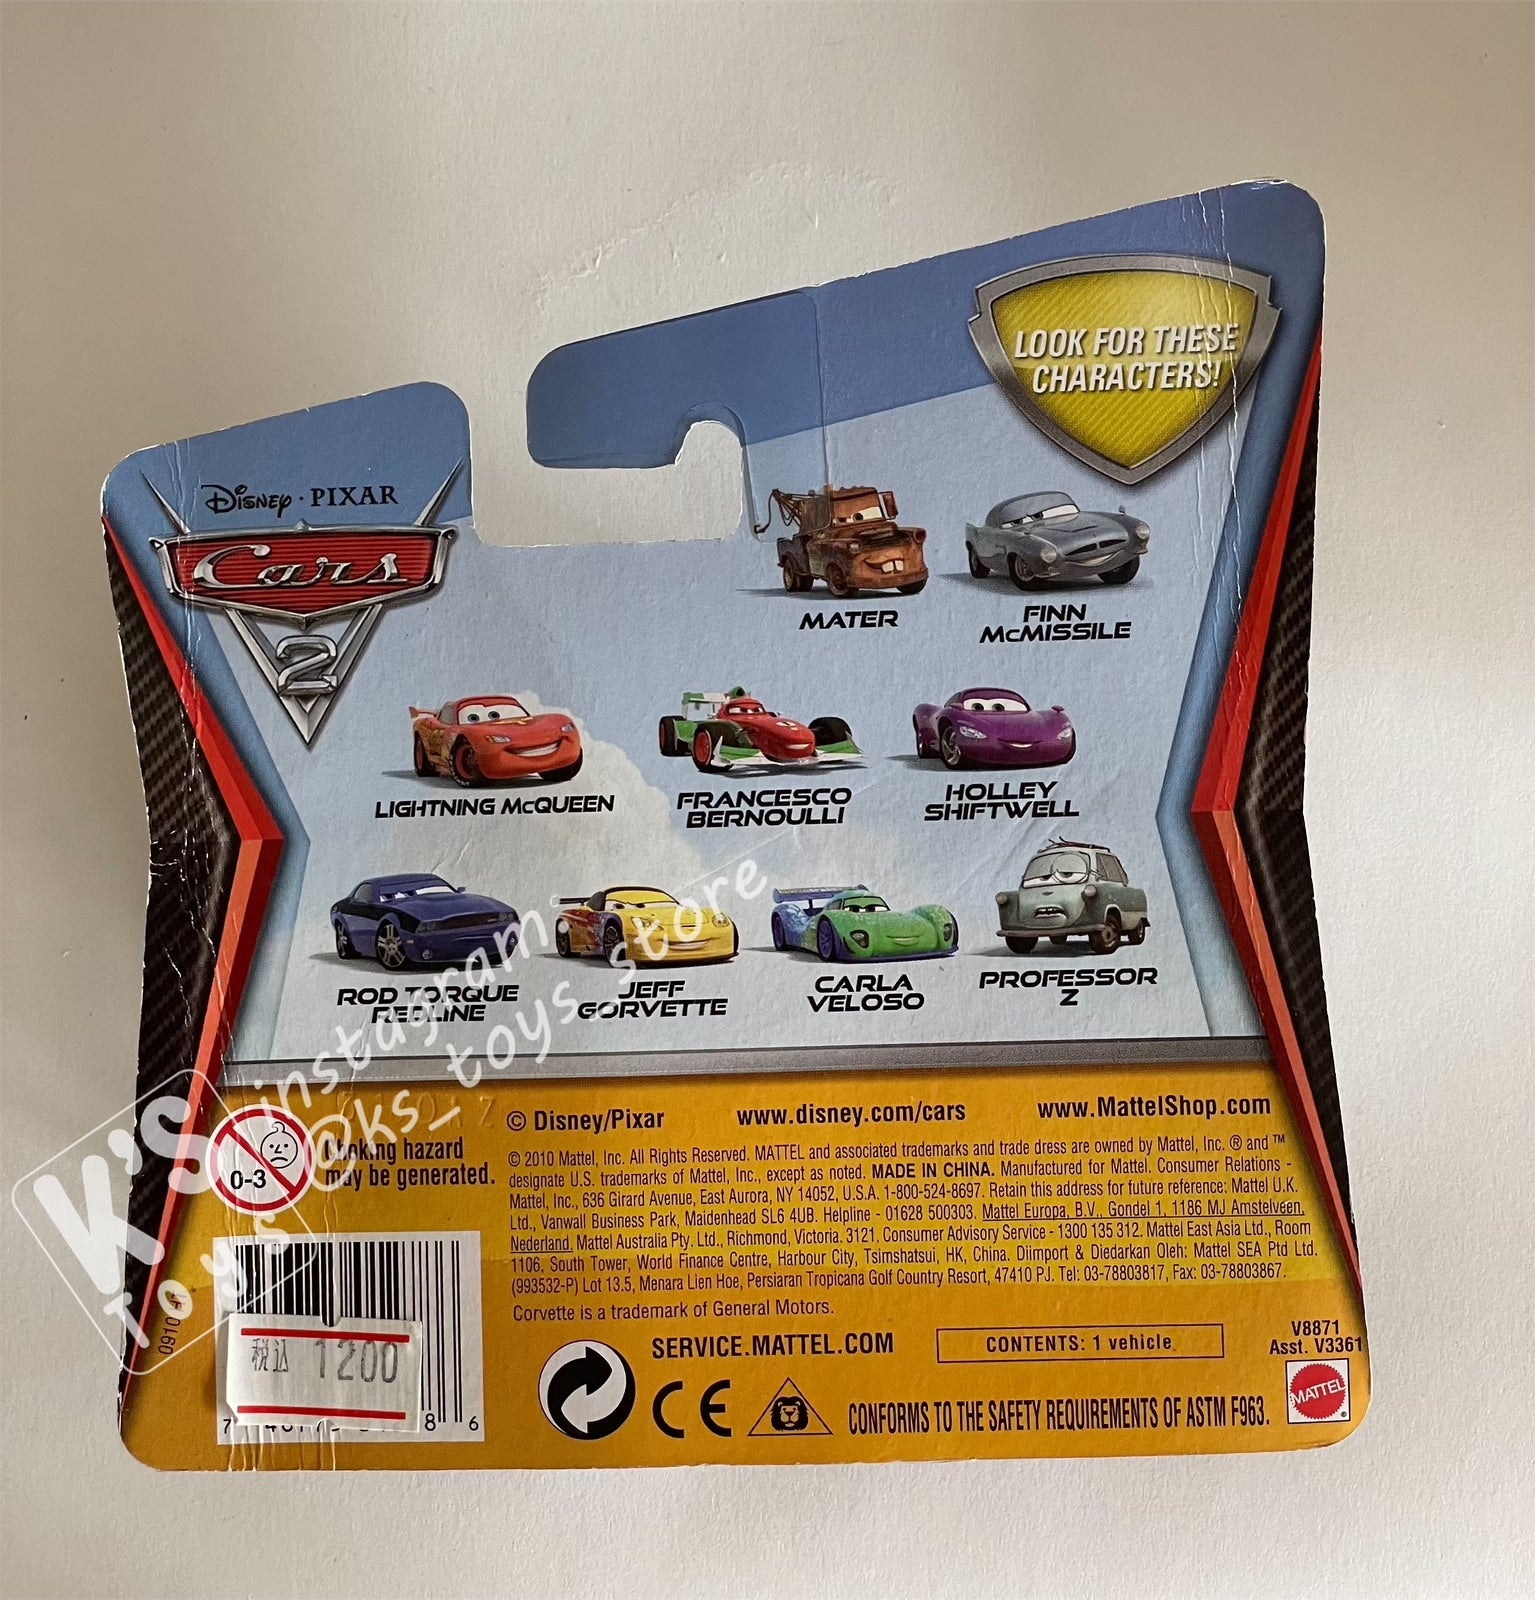 LOOK FOR THESE
CHARACTERS!
Disney · PIXAR
Cars
2
MATER
FINN
McMISSILE
LIGHTNING McQUEEN
FRANCESCO
BERNOULLI
HOLLEY
SHIFTWELL
ROD TORQUE
REDLINE
JEFF
GORVETTE
CARLA
VELOSO
PROFESSOR
Z
instagram:
@ks_toys_store
K'S
toys
0-3
Choking hazard
may be generated.
© Disney/Pixar www.disney.com/cars www.MattelShop.com
© 2010 Mattel, Inc. All Rights Reserved. MATTEL and associated trademarks and trade dress are owned by Mattel, Inc. ® and ™
designate U.S. trademarks of Mattel, Inc., except as noted. MADE IN CHINA. Manufactured for Mattel. Consumer Relations -
Mattel, Inc., 636 Girard Avenue, East Aurora, NY 14052, U.S.A. 1-800-524-8697. Retain this address for future reference: Mattel U.K.
Ltd., Vanwall Business Park, Maidenhead SL6 4UB. Helpline - 01628 500303. Mattel Europa, B.V., Gondel 1, 1186 MJ Amstelveen,
Nederland. Mattel Australia Pty. Ltd., Richmond, Victoria. 3121. Consumer Advisory Service - 1300 135 312. Mattel East Asia Ltd., Room
1106, South Tower, World Finance Centre, Harbour City, Tsimshatsui, HK, China. Diimport & Diedarkan Oleh: Mattel SEA Ptd Ltd.
(993532-P) Lot 13.5, Menara Lien Hoe, Persiaran Tropicana Golf Country Resort, 47410 PJ. Tel: 03-78803817, Fax: 03-78803867.
Corvette is a trademark of General Motors.
SERVICE.MATTEL.COM
CONTENTS: 1 vehicle
V8871
Asst. V3361
税込 1200
8 6
CE
CONFORMS TO THE SAFETY REQUIREMENTS OF ASTM F963.
MATTEL